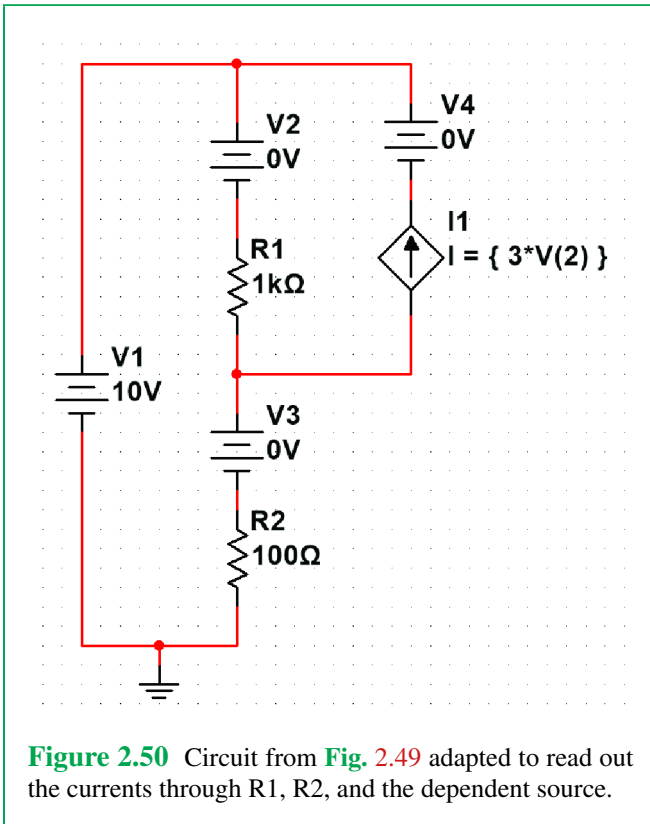 V2
0V
V4
0V
I1
I = { 3*V(2) }
R1
1kΩ
V1
10V
V3
0V
R2
100Ω
Figure 2.50 Circuit from Fig. 2.49 adapted to read out
the currents through R1, R2, and the dependent source.